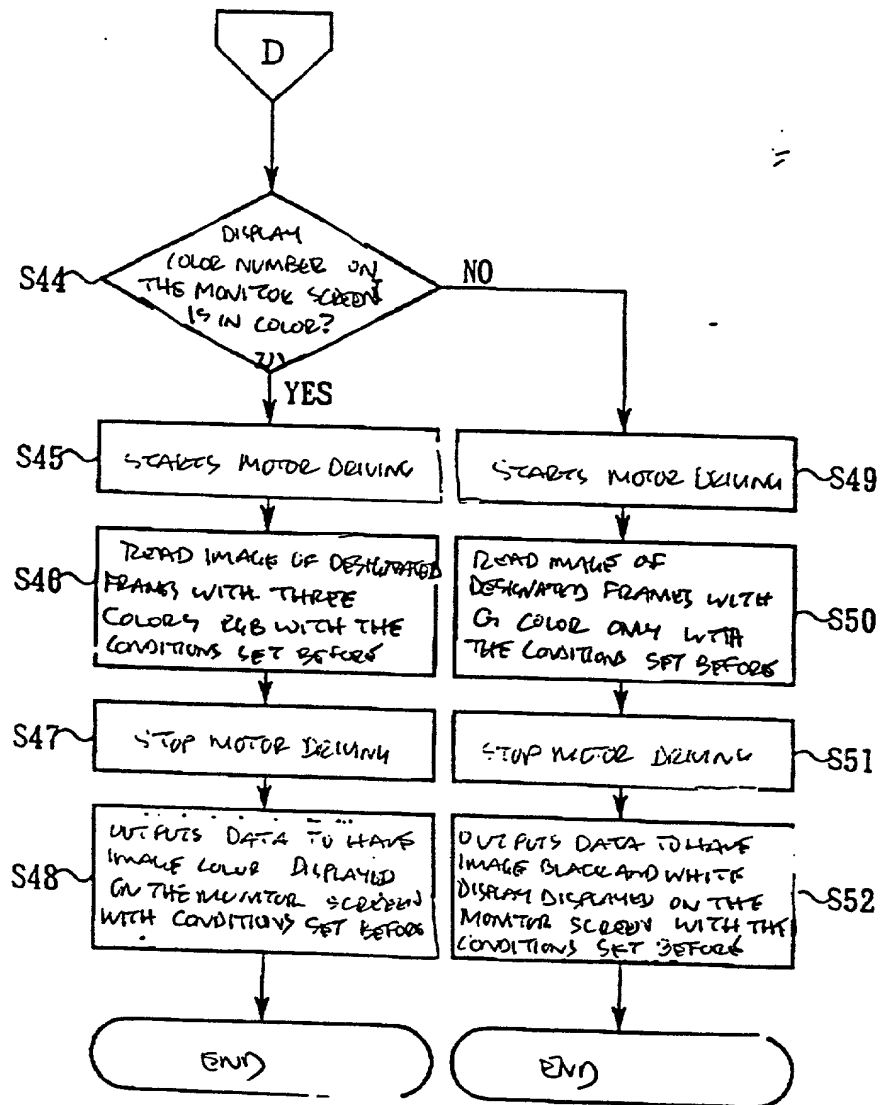 D
S44
DISPLAY
COLOR NUMBER ON
THE MONITOR SCREEN
IS IN COLOR?
NO
YES
S45
STARTS MOTOR DRIVING
STARTS MOTOR DRIVING
S49
S46
READ IMAGE OF DESIGNATED
FRAMES WITH THREE
COLORS RGB WITH THE
CONDITIONS SET BEFORE
READ IMAGE OF
DESIGNATED FRAMES WITH
G COLOR ONLY WITH
THE CONDITIONS SET BEFORE
S50
S47
STOP MOTOR DRIVING
STOP MOTOR DRIVING
S51
S48
OUTPUTS DATA TO HAVE
IMAGE COLOR DISPLAYED
ON THE MONITOR SCREEN
WITH CONDITIONS SET BEFORE
OUTPUTS DATA TO HAVE
IMAGE BLACK AND WHITE
DISPLAY DISPLAYED ON THE
MONITOR SCREEN WITH THE
CONDITIONS SET BEFORE
S52
END
END